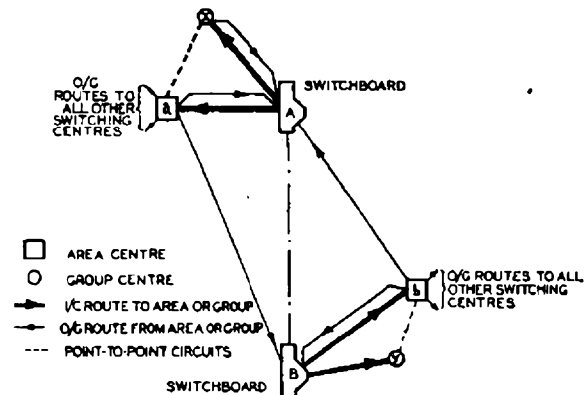 X
SWITCHBOARD
O/G
ROUTES TO
ALL OTHER
SWITCHING
CENTRES
a
A
AREA CENTRE
GROUP CENTRE
I/C ROUTE TO AREA OR GROUP
O/G ROUTE FROM AREA OR GROUP
POINT-TO-POINT CIRCUITS
b
O/G ROUTES TO ALL
OTHER SWITCHING
CENTRES
B
Y
SWITCHBOARD